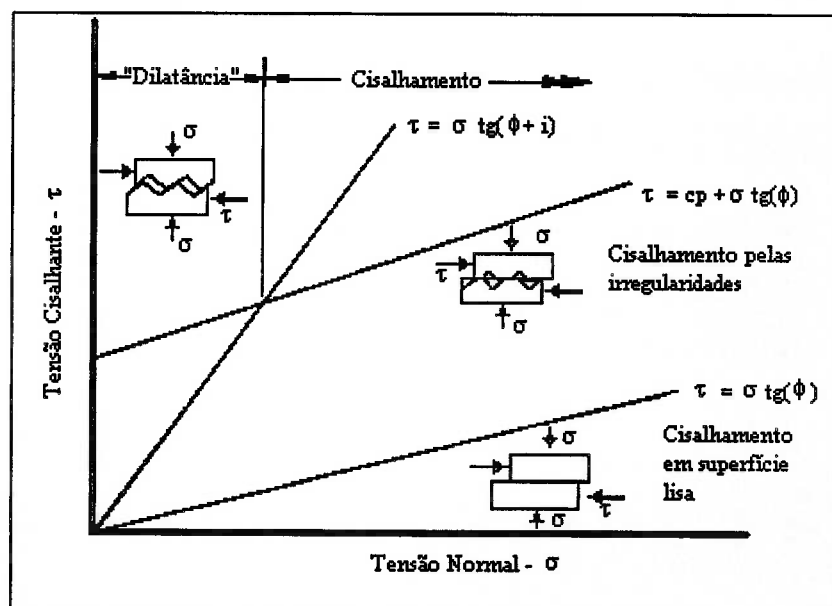 "Dilatância"
Cisalhamento
τ = σ tg(ϕ+ i)
σ
τ
σ
τ = cp + σ tg(ϕ)
σ
τ
σ
Cisalhamento pelas
irregularidades
Tensão Cisalhante - τ
τ = σ tg(ϕ)
σ
τ
σ
Cisalhamento
em superfície
lisa
Tensão Normal - σ